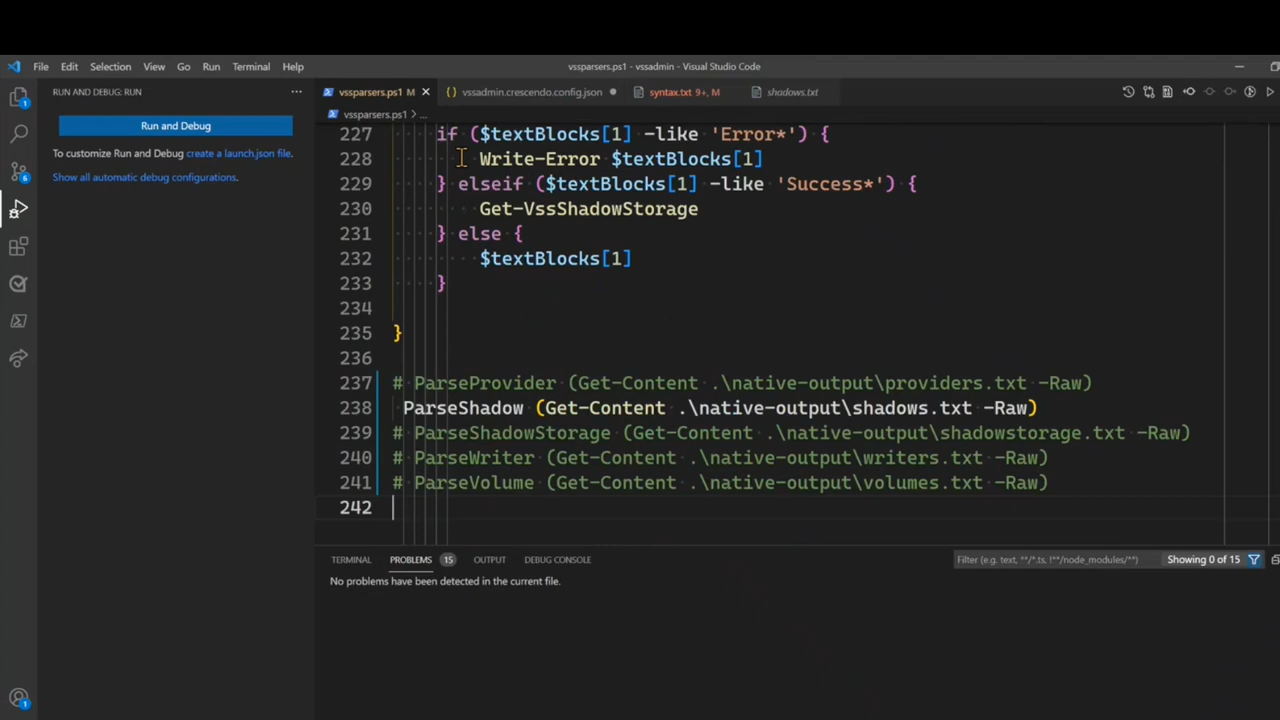 File Edit Selection View Go Run Terminal Help
vssparsers.ps1 - vssadmin - Visual Studio Code
RUN AND DEBUG: RUN
Run and Debug
To customize Run and Debug create a launch.json file.
Show all automatic debug configurations.
vssparsers.ps1 M
vssadmin.crescendo.config.json
syntax.txt 9+, M
shadows.txt
vssparsers.ps1 > ...
227 if ($textBlocks[1] -like 'Error*') {
228 Write-Error $textBlocks[1]
229 } elseif ($textBlocks[1] -like 'Success*') {
230 Get-VssShadowStorage
231 } else {
232 $textBlocks[1]
233 }
234
235 }
236
237 # ParseProvider (Get-Content .\native-output\providers.txt -Raw)
238 ParseShadow (Get-Content .\native-output\shadows.txt -Raw)
239 # ParseShadowStorage (Get-Content .\native-output\shadowstorage.txt -Raw)
240 # ParseWriter (Get-Content .\native-output\writers.txt -Raw)
241 # ParseVolume (Get-Content .\native-output\volumes.txt -Raw)
242
TERMINAL PROBLEMS 15 OUTPUT DEBUG CONSOLE
Filter (e.g. text, **/*.ts, !**/node_modules/**)
Showing 0 of 15
No problems have been detected in the current file.
1
6
1